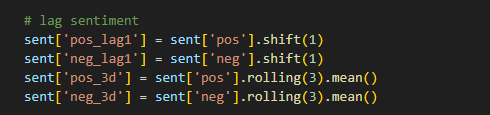 # lag sentiment
sent['pos_lag1'] = sent['pos'].shift(1)
sent['neg_lag1'] = sent['neg'].shift(1)
sent['pos_3d'] = sent['pos'].rolling(3).mean()
sent['neg_3d'] = sent['neg'].rolling(3).mean()